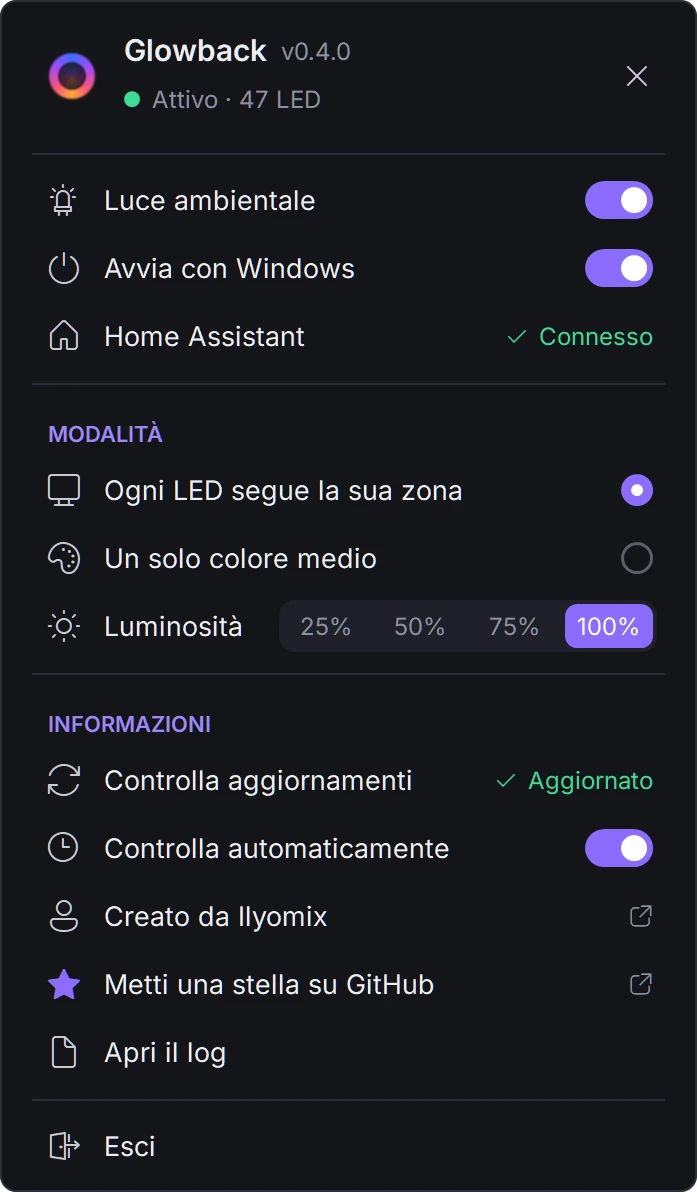 Glowback v0.4.0
Attivo · 47 LED
Luce ambientale
Avvia con Windows
Home Assistant Connesso
MODALITÀ
Ogni LED segue la sua zona
Un solo colore medio
Luminosità 25% 50% 75% 100%
INFORMAZIONI
Controlla aggiornamenti Aggiornato
Controlla automaticamente
Creato da llyomix
Metti una stella su GitHub
Apri il log
Esci